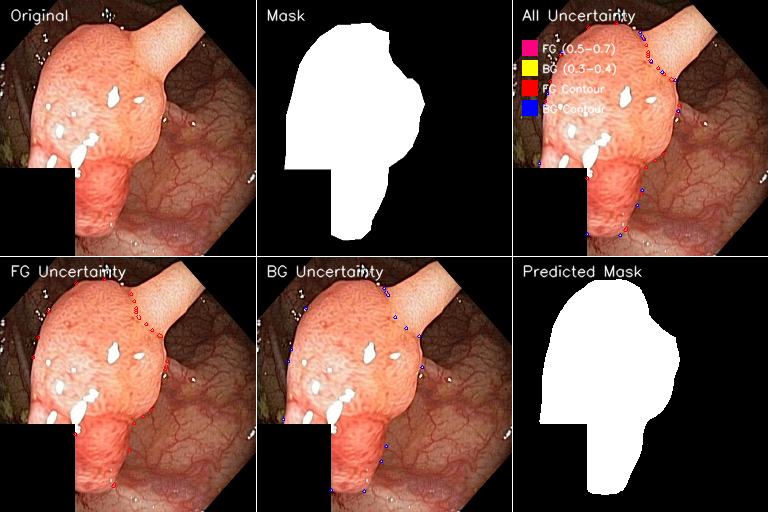 Original
Mask
All Uncertainty
FG (0.5-0.7)
BG (0.3-0.4)
FG Contour
BG Contour
FG Uncertainty
BG Uncertainty
Predicted Mask